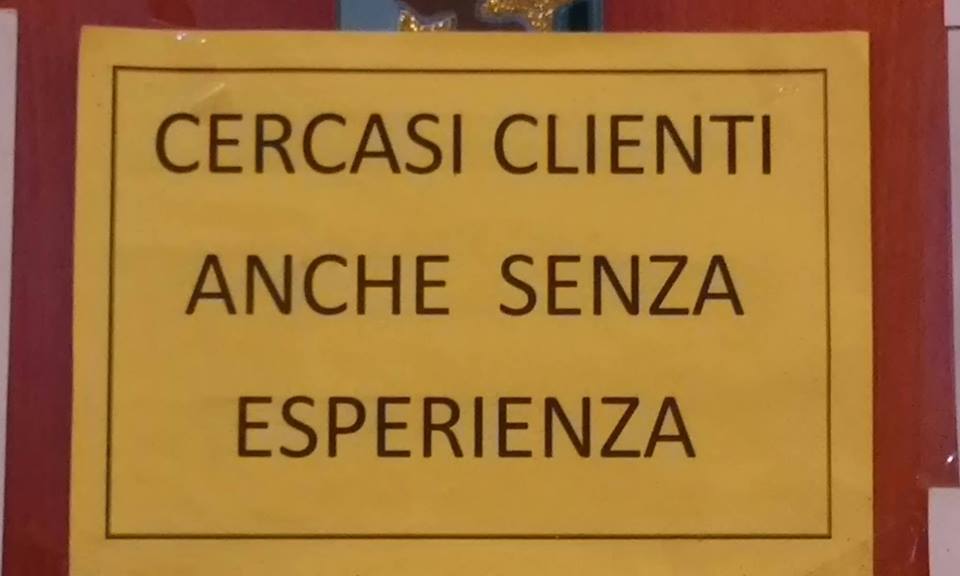 CERCASI CLIENTI
ANCHE SENZA
ESPERIENZA